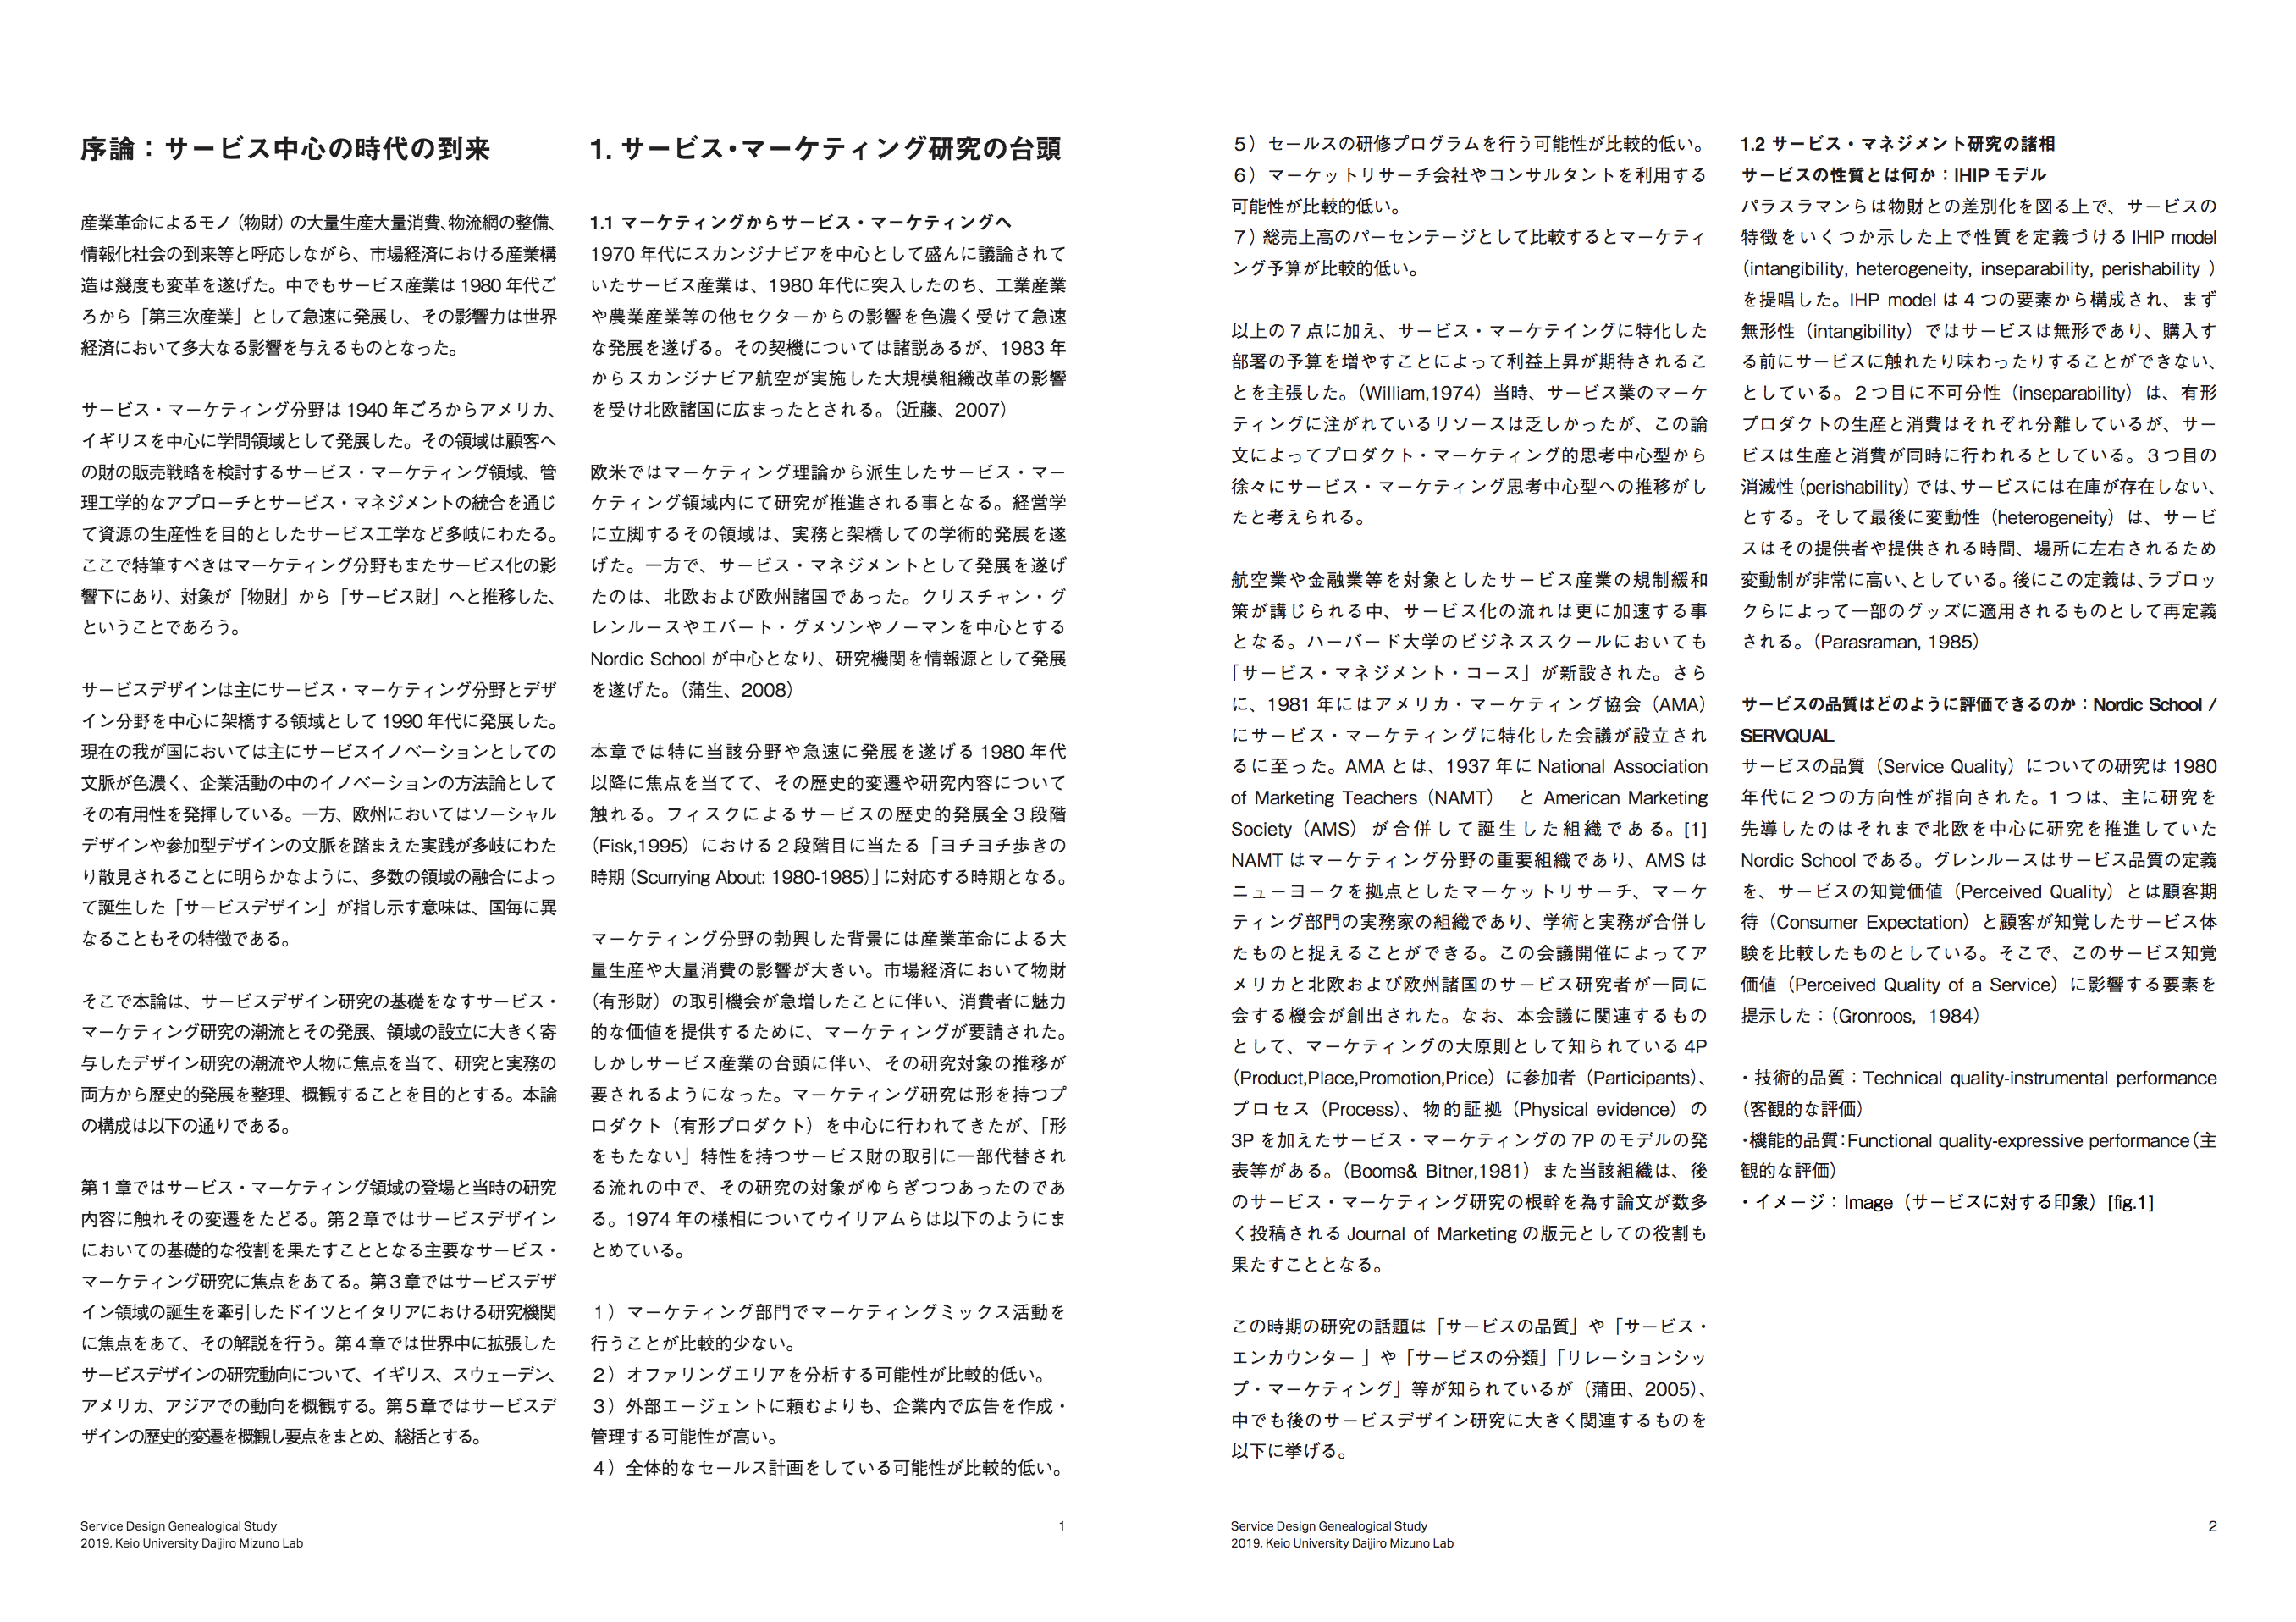 序論：サービス中心の時代の到来
産業革命によるモノ（物財）の大量生産大量消費、物流網の整備、
情報化社会の到来等と呼応しながら、市場経済における産業構
造は幾度も変革を遂げた。中でもサービス産業は 1980 年代ご
ろから「第三次産業」として急速に発展し、その影響力は世界
経済において多大なる影響を与えるものとなった。
サービス・マーケティング分野は 1940 年ごろからアメリカ、
イギリスを中心に学問領域として発展した。その領域は顧客へ
の財の販売戦略を検討するサービス・マーケティング領域、管
理工学的なアプローチとサービス・マネジメントの統合を通じ
て資源の生産性を目的としたサービス工学など多岐にわたる。
ここで特筆すべきはマーケティング分野もまたサービス化の影
響下にあり、対象が「物財」から「サービス財」へと推移した、
ということであろう。
サービスデザインは主にサービス・マーケティング分野とデザ
イン分野を中心に架橋する領域として 1990 年代に発展した。
現在の我が国においては主にサービスイノベーションとしての
文脈が色濃く、企業活動の中のイノベーションの方法論として
その有用性を発揮している。一方、欧州においてはソーシャル
デザインや参加型デザインの文脈を踏まえた実践が多岐にわた
り散見されることに明らかなように、多数の領域の融合によっ
て誕生した「サービスデザイン」が指し示す意味は、国毎に異
なることもその特徴である。
そこで本論は、サービスデザイン研究の基礎をなすサービス・
マーケティング研究の潮流とその発展、領域の設立に大きく寄
与したデザイン研究の潮流や人物に焦点を当て、研究と実務の
両方から歴史的発展を整理、概観することを目的とする。本論
の構成は以下の通りである。
第１章ではサービス・マーケティング領域の登場と当時の研究
内容に触れその変遷をたどる。第２章ではサービスデザイン
においての基礎的な役割を果たすこととなる主要なサービス・
マーケティング研究に焦点をあてる。第３章ではサービスデザ
イン領域の誕生を牽引したドイツとイタリアにおける研究機関
に焦点をあて、その解説を行う。第４章では世界中に拡張した
サービスデザインの研究動向について、イギリス、スウェーデン、
アメリカ、アジアでの動向を概観する。第５章ではサービスデ
ザインの歴史的変遷を概観し要点をまとめ、総括とする。
1. サービス・マーケティング研究の台頭
1.1 マーケティングからサービス・マーケティングへ
1970 年代にスカンジナビアを中心として盛んに議論されて
いたサービス産業は、1980 年代に突入したのち、工業産業
や農業産業等の他セクターからの影響を色濃く受けて急速
な発展を遂げる。その契機については諸説あるが、1983 年
からスカンジナビア航空が実施した大規模組織改革の影響
を受け北欧諸国に広まったとされる。（近藤、2007）
欧米ではマーケティング理論から派生したサービス・マー
ケティング領域内にて研究が推進される事となる。経営学
に立脚するその領域は、実務と架橋しての学術的発展を遂
げた。一方で、サービス・マネジメントとして発展を遂げ
たのは、北欧および欧州諸国であった。クリスチャン・グ
レンルースやエバート・グメソンやノーマンを中心とする
Nordic School が中心となり、研究機関を情報源として発展
を遂げた。（蒲生、2008）
本章では特に当該分野や急速に発展を遂げる 1980 年代
以降に焦点を当てて、その歴史的変遷や研究内容について
触れる。フィスクによるサービスの歴史的発展全３段階
（Fisk,1995）における２段階目に当たる「ヨチヨチ歩きの
時期（Scurrying About: 1980-1985）」に対応する時期となる。
マーケティング分野の勃興した背景には産業革命による大
量生産や大量消費の影響が大きい。市場経済において物財
（有形財）の取引機会が急増したことに伴い、消費者に魅力
的な価値を提供するために、マーケティングが要請された。
しかしサービス産業の台頭に伴い、その研究対象の推移が
要されるようになった。マーケティング研究は形を持つプ
ロダクト（有形プロダクト）を中心に行われてきたが、「形
をもたない」特性を持つサービス財の取引に一部代替され
る流れの中で、その研究の対象がゆらぎつつあったのであ
る。1974 年の様相についてウイリアムらは以下のようにま
とめている。
１）マーケティング部門でマーケティングミックス活動を
行うことが比較的少ない。
２）オファリングエリアを分析する可能性が比較的低い。
３）外部エージェントに頼むよりも、企業内で広告を作成・
管理する可能性が高い。
４）全体的なセールス計画をしている可能性が比較的低い。
Service Design Genealogical Study
2019, Keio University Daijiro Mizuno Lab
1
５）セールスの研修プログラムを行う可能性が比較的低い。
６）マーケットリサーチ会社やコンサルタントを利用する
可能性が比較的低い。
７）総売上高のパーセンテージとして比較するとマーケティ
ング予算が比較的低い。
以上の７点に加え、サービス・マーケテイングに特化した
部署の予算を増やすことによって利益上昇が期待されるこ
とを主張した。（William,1974）当時、サービス業のマーケ
ティングに注がれているリソースは乏しかったが、この論
文によってプロダクト・マーケティング的思考中心型から
徐々にサービス・マーケティング思考中心型への推移がし
たと考えられる。
航空業や金融業等を対象としたサービス産業の規制緩和
策が講じられる中、サービス化の流れは更に加速する事
となる。ハーバード大学のビジネススクールにおいても
「サービス・マネジメント・コース」が新設された。さら
に、1981 年にはアメリカ・マーケティング協会（AMA）
にサービス・マーケティングに特化した会議が設立され
るに至った。AMA とは、1937 年に National Association
of Marketing Teachers（NAMT） と American Marketing
Society（AMS）が合併して誕生した組織である。[1]
NAMT はマーケティング分野の重要組織であり、AMS は
ニューヨークを拠点としたマーケットリサーチ、マーケ
ティング部門の実務家の組織であり、学術と実務が合併し
たものと捉えることができる。この会議開催によってア
メリカと北欧および欧州諸国のサービス研究者が一同に
会する機会が創出された。なお、本会議に関連するもの
として、マーケティングの大原則として知られている 4P
（Product,Place,Promotion,Price）に参加者（Participants）、
プロセス（Process）、物的証拠（Physical evidence）の
3P を加えたサービス・マーケティングの 7P のモデルの発
表等がある。（Booms& Bitner,1981）また当該組織は、後
のサービス・マーケティング研究の根幹を為す論文が数多
く投稿される Journal of Marketing の版元としての役割も
果たすこととなる。
この時期の研究の話題は「サービスの品質」や「サービス・
エンカウンター 」や「サービスの分類」「リレーションシッ
プ・マーケティング」等が知られているが（蒲田、2005）、
中でも後のサービスデザイン研究に大きく関連するものを
以下に挙げる。
1.2 サービス・マネジメント研究の諸相
サービスの性質とは何か：IHIP モデル
パラスラマンらは物財との差別化を図る上で、サービスの
特徴をいくつか示した上で性質を定義づける IHIP model
（intangibility, heterogeneity, inseparability, perishability ）
を提唱した。IHP model は４つの要素から構成され、まず
無形性（intangibility）ではサービスは無形であり、購入す
る前にサービスに触れたり味わったりすることができない、
としている。２つ目に不可分性（inseparability）は、有形
プロダクトの生産と消費はそれぞれ分離しているが、サー
ビスは生産と消費が同時に行われるとしている。３つ目の
消滅性（perishability）では、サービスには在庫が存在しない、
とする。そして最後に変動性（heterogeneity）は、サービ
スはその提供者や提供される時間、場所に左右されるため
変動制が非常に高い、としている。後にこの定義は、ラブロッ
クらによって一部のグッズに適用されるものとして再定義
される。（Parasraman, 1985）
サービスの品質はどのように評価できるのか：Nordic School /
SERVQUAL
サービスの品質（Service Quality）についての研究は 1980
年代に２つの方向性が指向された。１つは、主に研究を
先導したのはそれまで北欧を中心に研究を推進していた
Nordic School である。グレンルースはサービス品質の定義
を、サービスの知覚価値（Perceived Quality）とは顧客期
待（Consumer Expectation）と顧客が知覚したサービス体
験を比較したものとしている。そこで、このサービス知覚
価値（Perceived Quality of a Service）に影響する要素を
提示した：（Gronroos, 1984）
・技術的品質：Technical quality-instrumental performance
（客観的な評価）
・機能的品質：Functional quality-expressive performance（主
観的な評価）
・イメージ：Image（サービスに対する印象）[fig.1]
Service Design Genealogical Study
2019, Keio University Daijiro Mizuno Lab
2